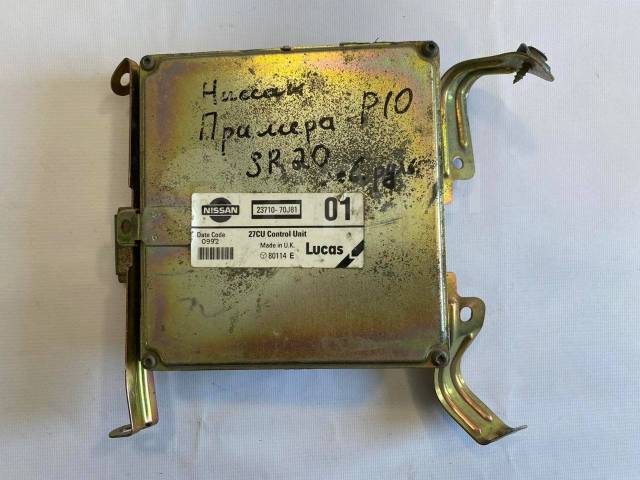 Ниссан
Примера P10
SR20
NISSAN 23710-70J81 01
Date Code 27CU Control Unit
0992 Made in U.K. Lucas
80114 E